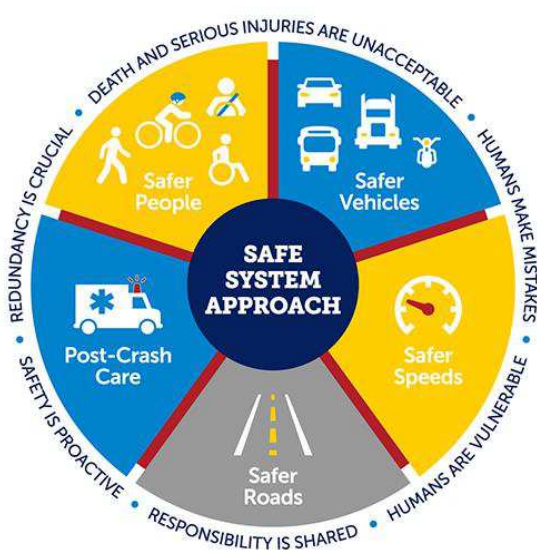 DEATH AND SERIOUS INJURIES ARE UNACCEPTABLE
HUMANS MAKE MISTAKES
HUMANS ARE VULNERABLE
RESPONSIBILITY IS SHARED
SAFETY IS PROACTIVE
REDUNDANCY IS CRUCIAL
Safer
People
Safer
Vehicles
SAFE
SYSTEM
APPROACH
Post-Crash
Care
Safer
Speeds
Safer
Roads